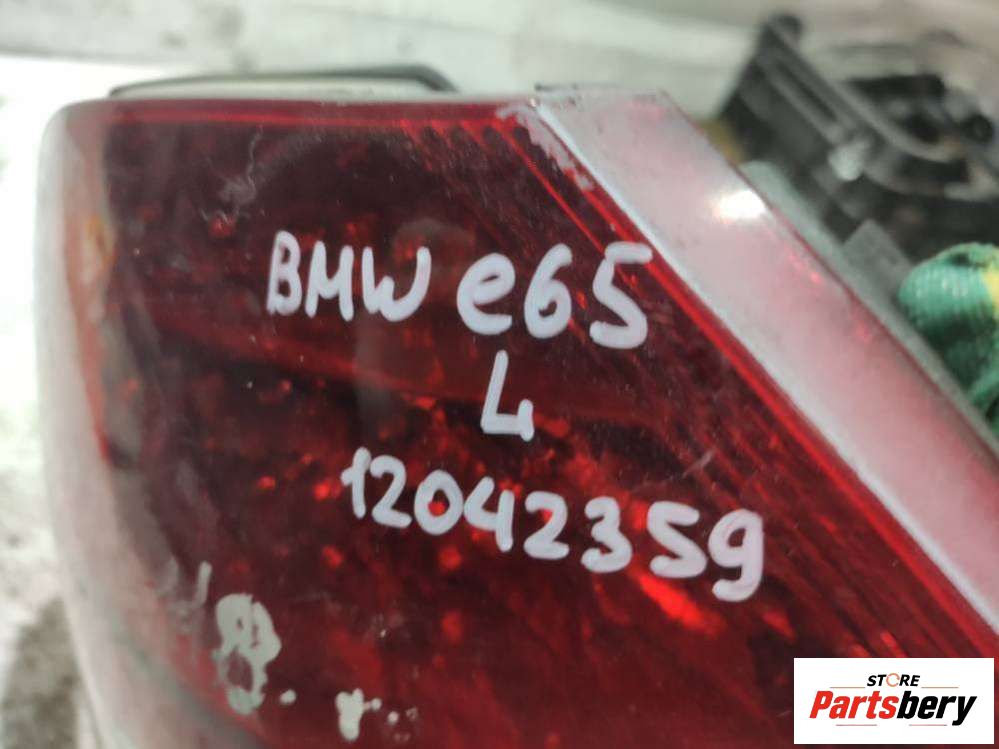 BMW e65
L
12042359
STORE
Partsbery